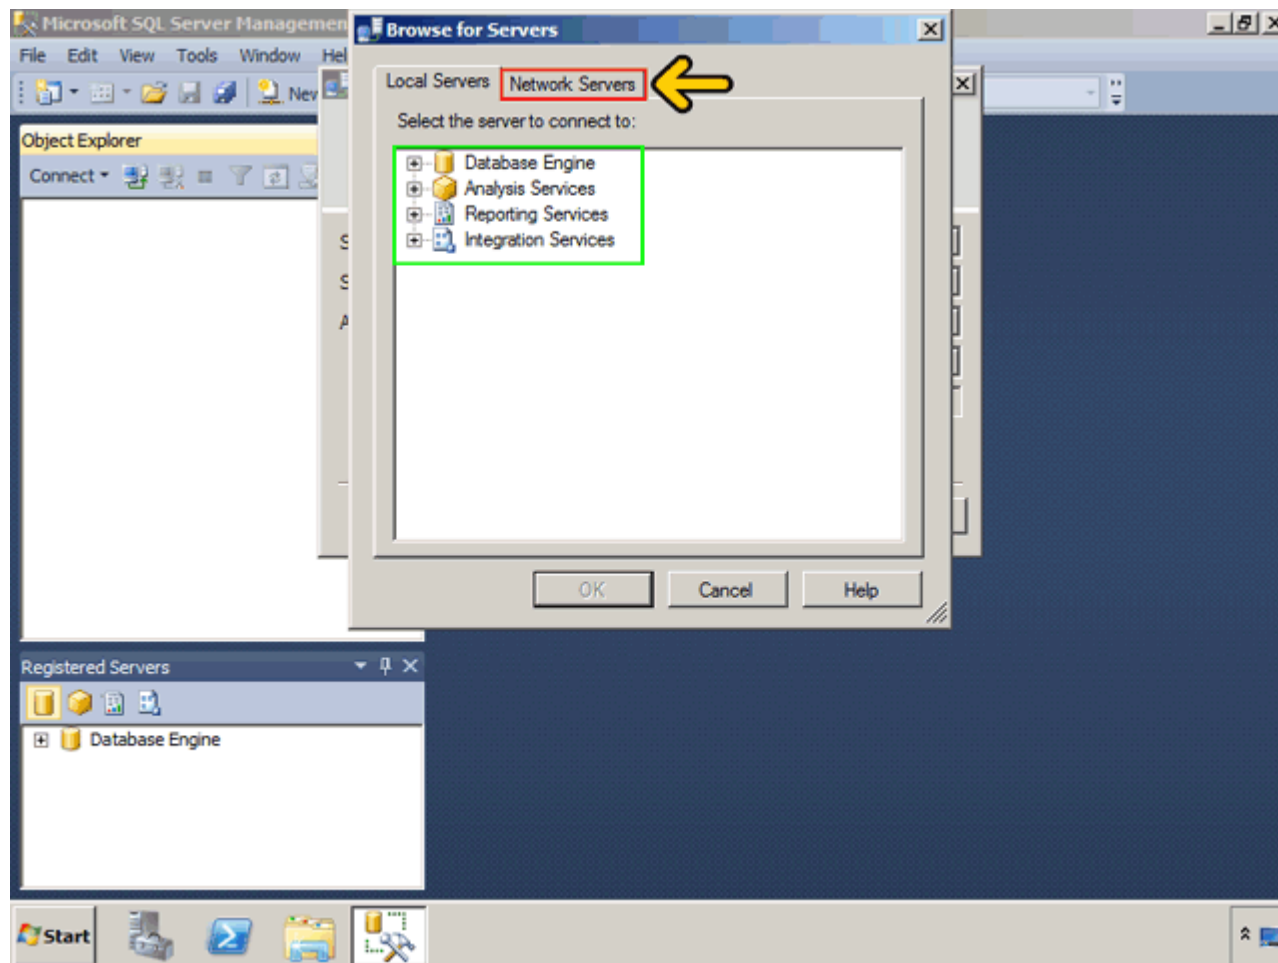 Microsoft SQL Server Managemen
File Edit View Tools Window Hel
New
Object Explorer
Connect
Browse for Servers
Local Servers Network Servers
Select the server to connect to:
Database Engine
Analysis Services
Reporting Services
Integration Services
S
S
A
OK Cancel Help
Registered Servers
Database Engine
Start